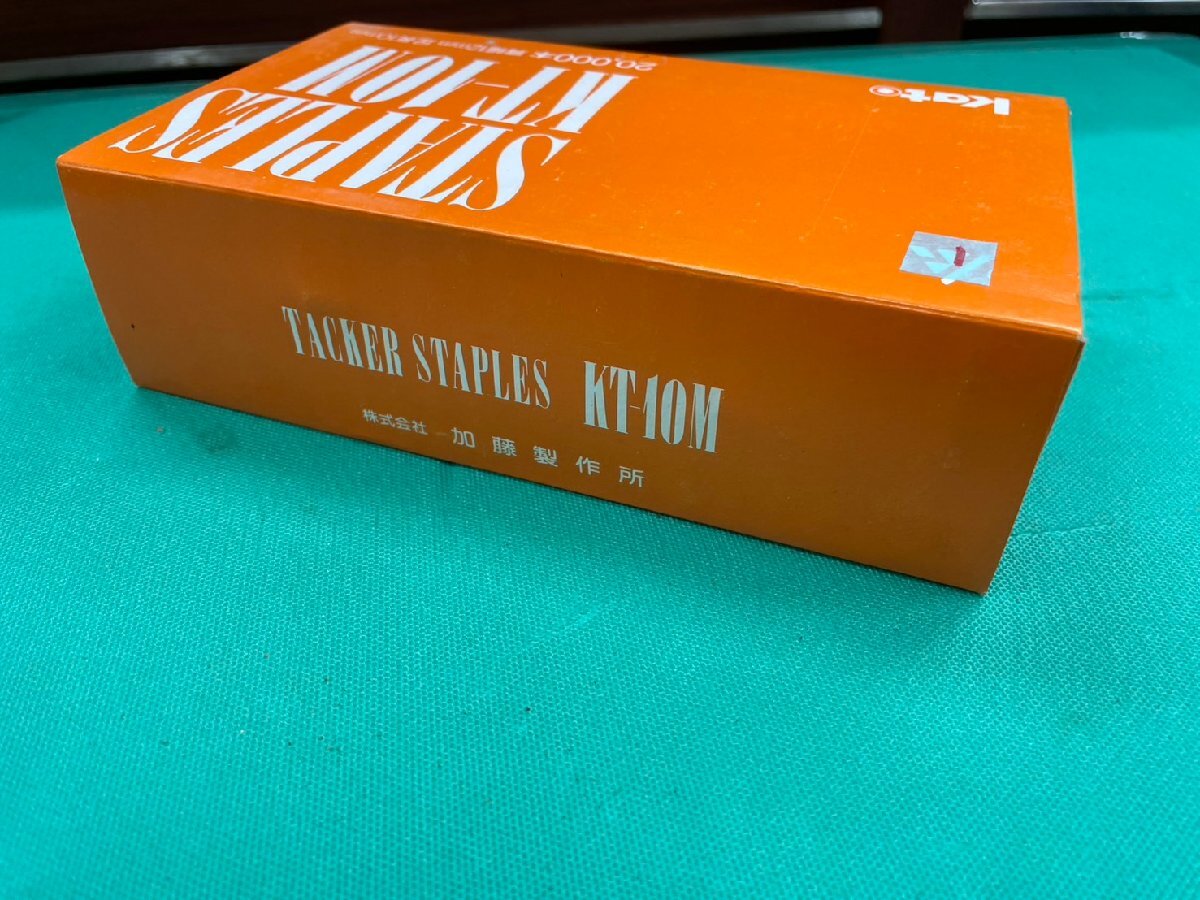 Kato
STAPLES
KT-10M
20,000本
TACKER STAPLES KT-10M
株式会社 加藤製作所